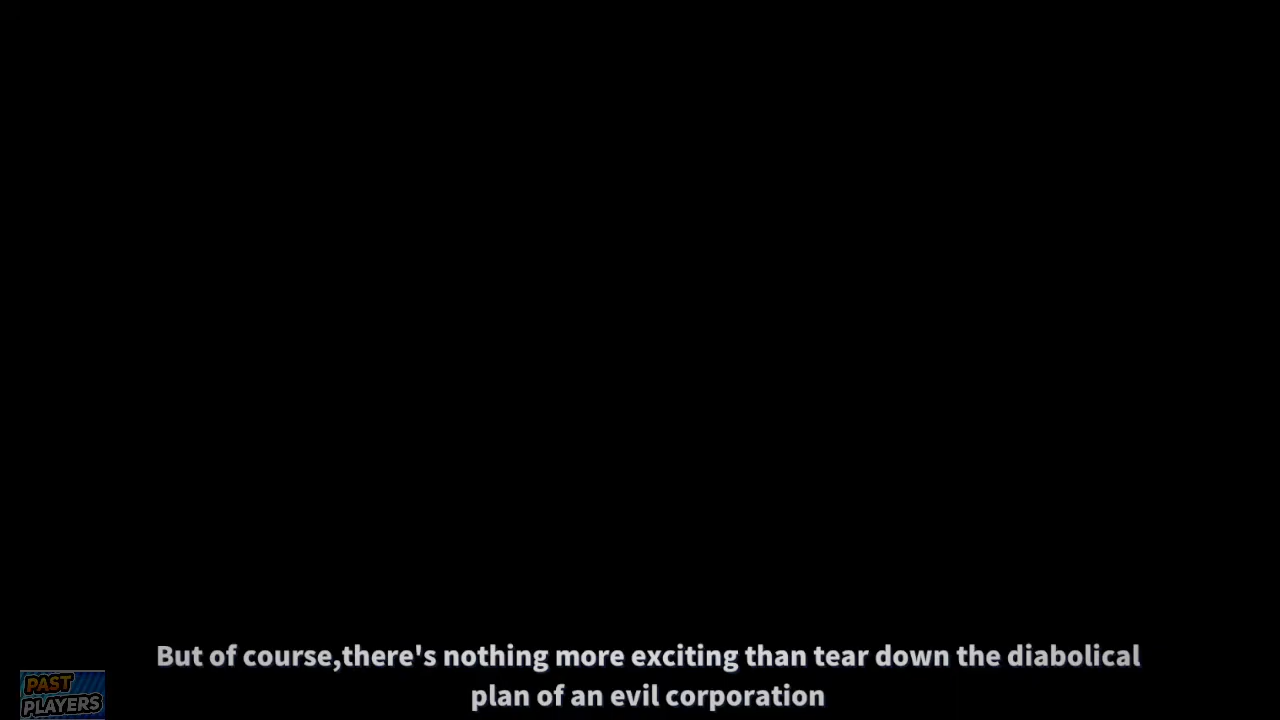 But of course,there's nothing more exciting than tear down the diabolical
plan of an evil corporation
PAST
PLAYERS